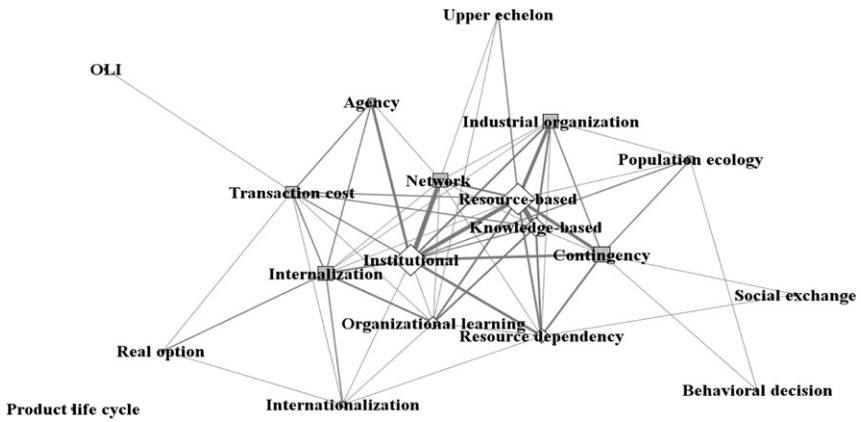 Upper echelon
OLI
Agency
Industrial organization
Population ecology
Network
Transaction cost
Resource-based
Knowledge-based
Contingency
Institutional
Internalization
Social exchange
Organizational learning
Resource dependency
Real option
Behavioral decision
Internationalization
Product life cycle